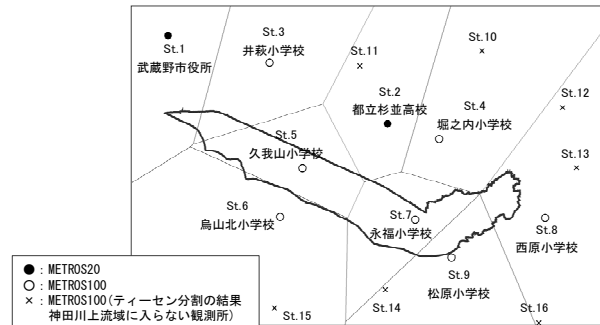 St.1
武蔵野市役所
St.3
井萩小学校
St.11
St.10
St.2
都立杉並高校
St.4
堀之内小学校
St.12
St.13
St.5
久我山小学校
St.6
烏山北小学校
St.7
永福小学校
St.8
西原小学校
St.9
松原小学校
St.14
St.15
St.16
● : METROS20
○ : METROS100
× : METROS100(ティーセン分割の結果
神田川上流域に入らない観測所)